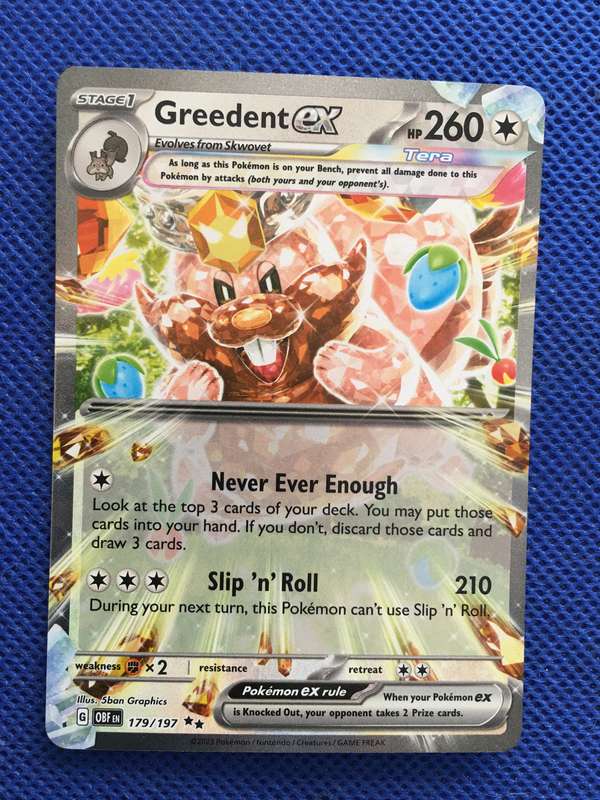 STAGE1
Greedent ex
HP 260
Evolves from Skwovet
Tera
As long as this Pokémon is on your Bench, prevent all damage done to this
Pokémon by attacks (both yours and your opponent's).
Never Ever Enough
Look at the top 3 cards of your deck. You may put those
cards into your hand. If you don't, discard those cards and
draw 3 cards.
Slip 'n' Roll 210
During your next turn, this Pokémon can't use Slip 'n' Roll.
weakness ×2 resistance retreat
Illus. 5ban Graphics
Pokémon ex rule
When your Pokémon ex
is Knocked Out, your opponent takes 2 Prize cards.
G OBF EN 179/197
©2023 Pokémon / Nintendo / Creatures / GAME FREAK